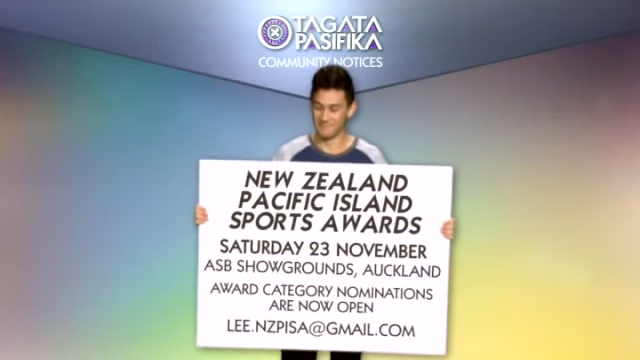 TAGATA
PASIFIKA
COMMUNITY NOTICES
NEW ZEALAND
PACIFIC ISLAND
SPORTS AWARDS
SATURDAY 23 NOVEMBER
ASB SHOWGROUNDS, AUCKLAND
AWARD CATEGORY NOMINATIONS
ARE NOW OPEN
LEE.NZPISA@GMAIL.COM